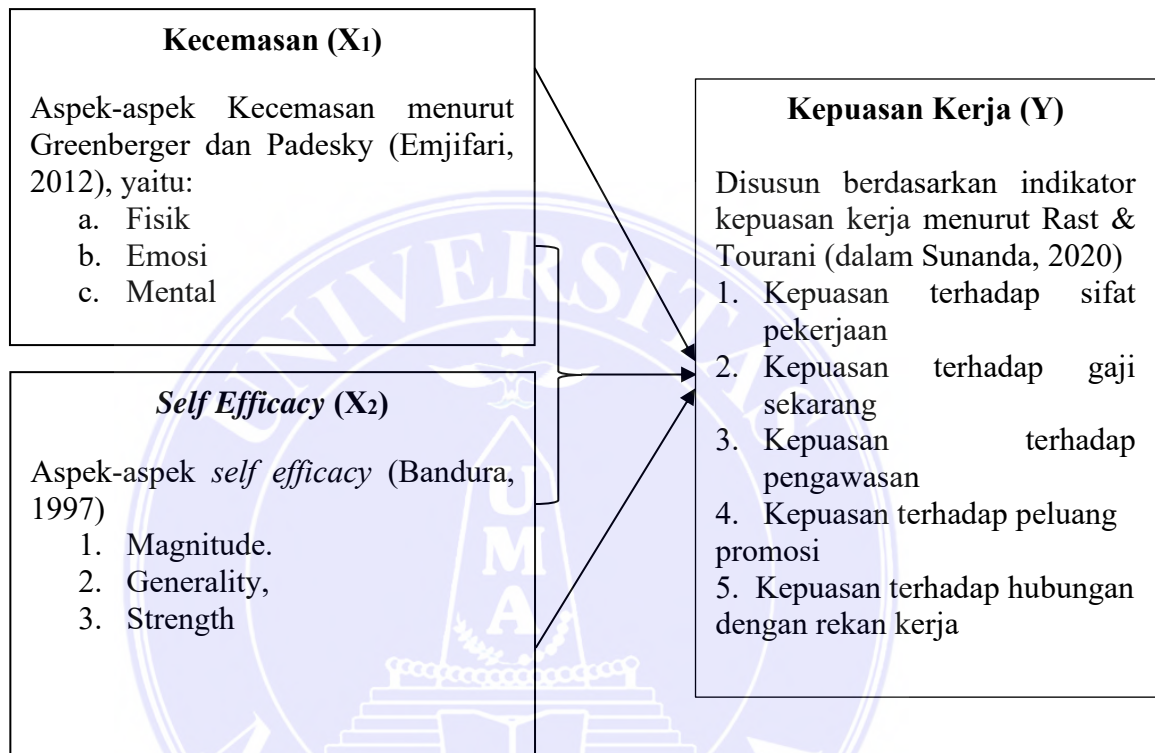 Kecemasan (X1)
Aspek-aspek Kecemasan menurut
Greenberger dan Padesky (Emjifari,
2012), yaitu:
a. Fisik
b. Emosi
c. Mental
Self Efficacy (X2)
Aspek-aspek self efficacy (Bandura,
1997)
1. Magnitude.
2. Generality,
3. Strength
Kepuasan Kerja (Y)
Disusun berdasarkan indikator
kepuasan kerja menurut Rast &
Tourani (dalam Sunanda, 2020)
1. Kepuasan terhadap sifat
pekerjaan
2. Kepuasan terhadap gaji
sekarang
3. Kepuasan terhadap
pengawasan
4. Kepuasan terhadap peluang
promosi
5. Kepuasan terhadap hubungan
dengan rekan kerja
UNIVERSITAS
UMA